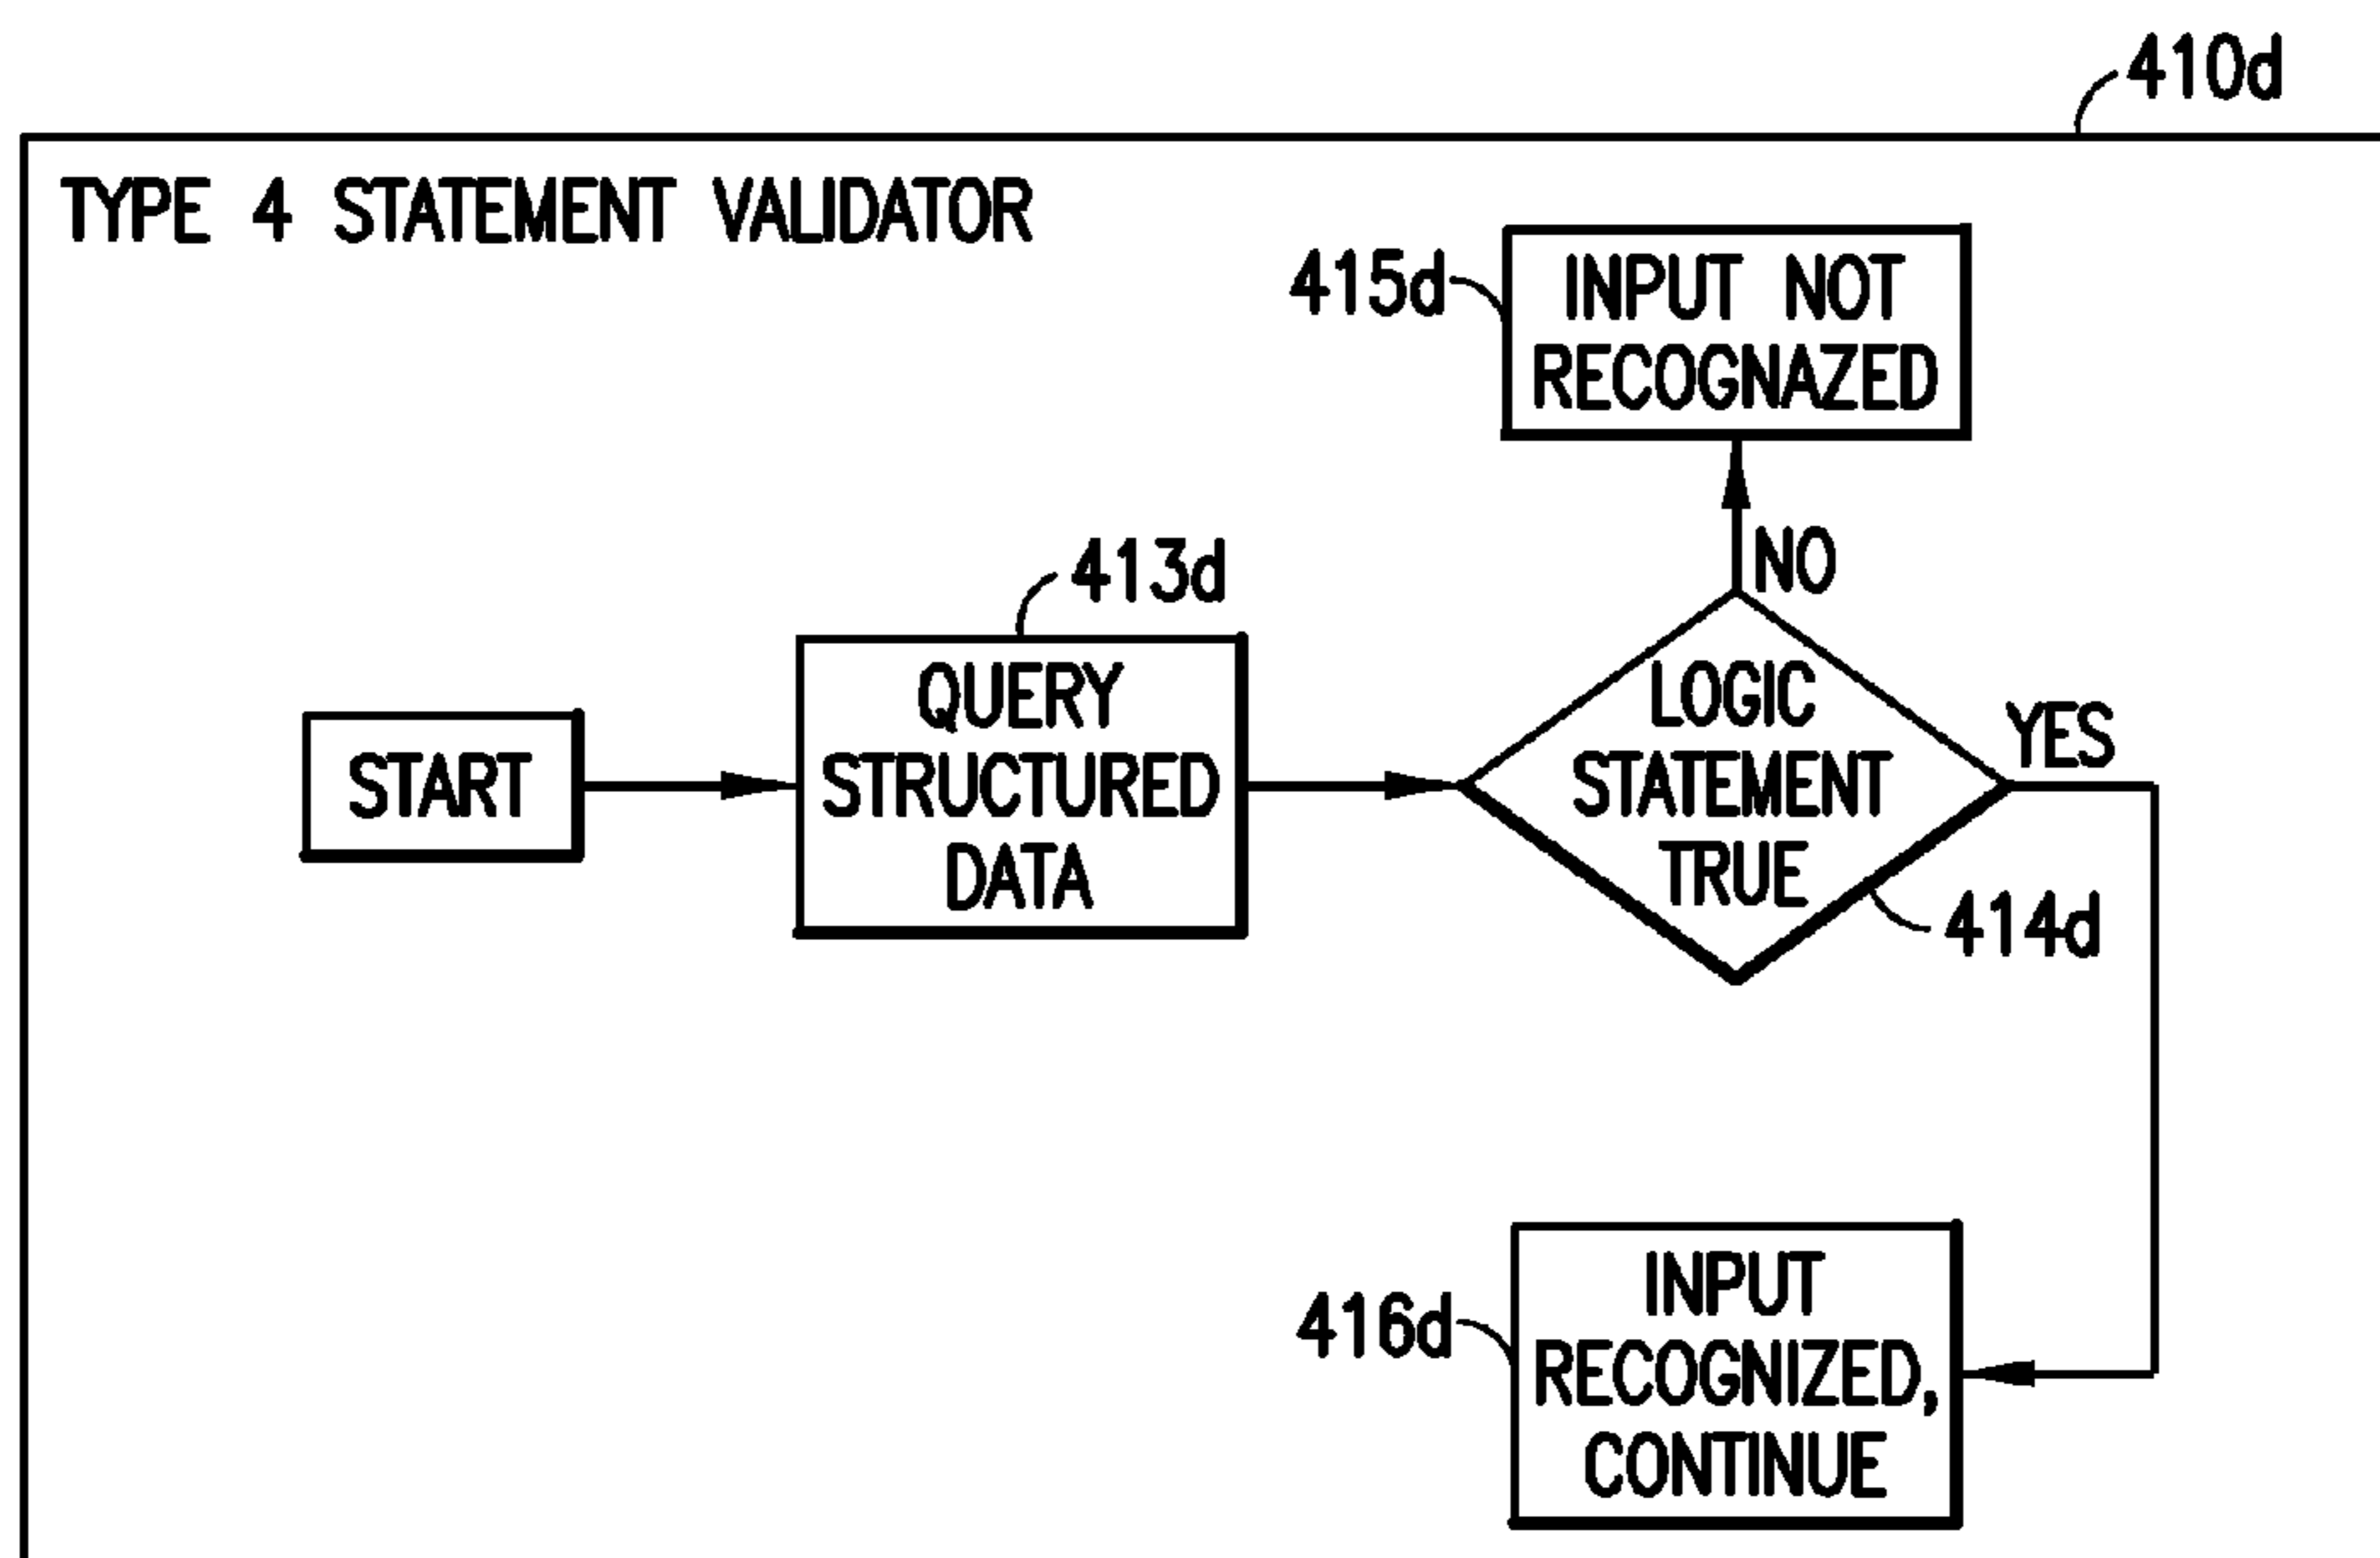 410d
TYPE 4 STATEMENT VALIDATOR
415d
INPUT NOT
RECOGNAZED
NO
413d
QUERY
STRUCTURED
DATA
START
LOGIC
STATEMENT
TRUE
YES
414d
416d
INPUT
RECOGNIZED,
CONTINUE